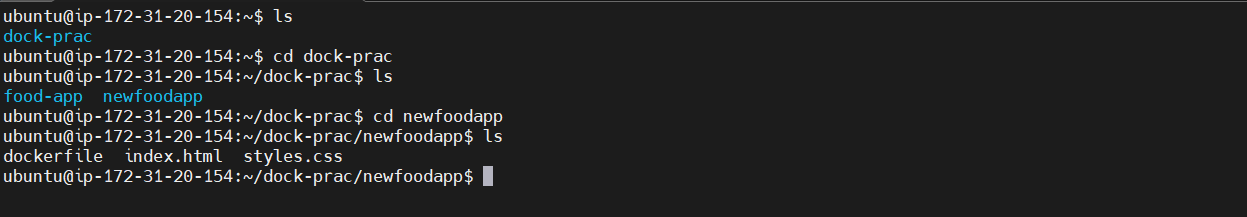 ubuntu@ip-172-31-20-154:~$ ls
dock-prac
ubuntu@ip-172-31-20-154:~$ cd dock-prac
ubuntu@ip-172-31-20-154:~/dock-prac$ ls
food-app  newfoodapp
ubuntu@ip-172-31-20-154:~/dock-prac$ cd newfoodapp
ubuntu@ip-172-31-20-154:~/dock-prac/newfoodapp$ ls
dockerfile  index.html  styles.css
ubuntu@ip-172-31-20-154:~/dock-prac/newfoodapp$